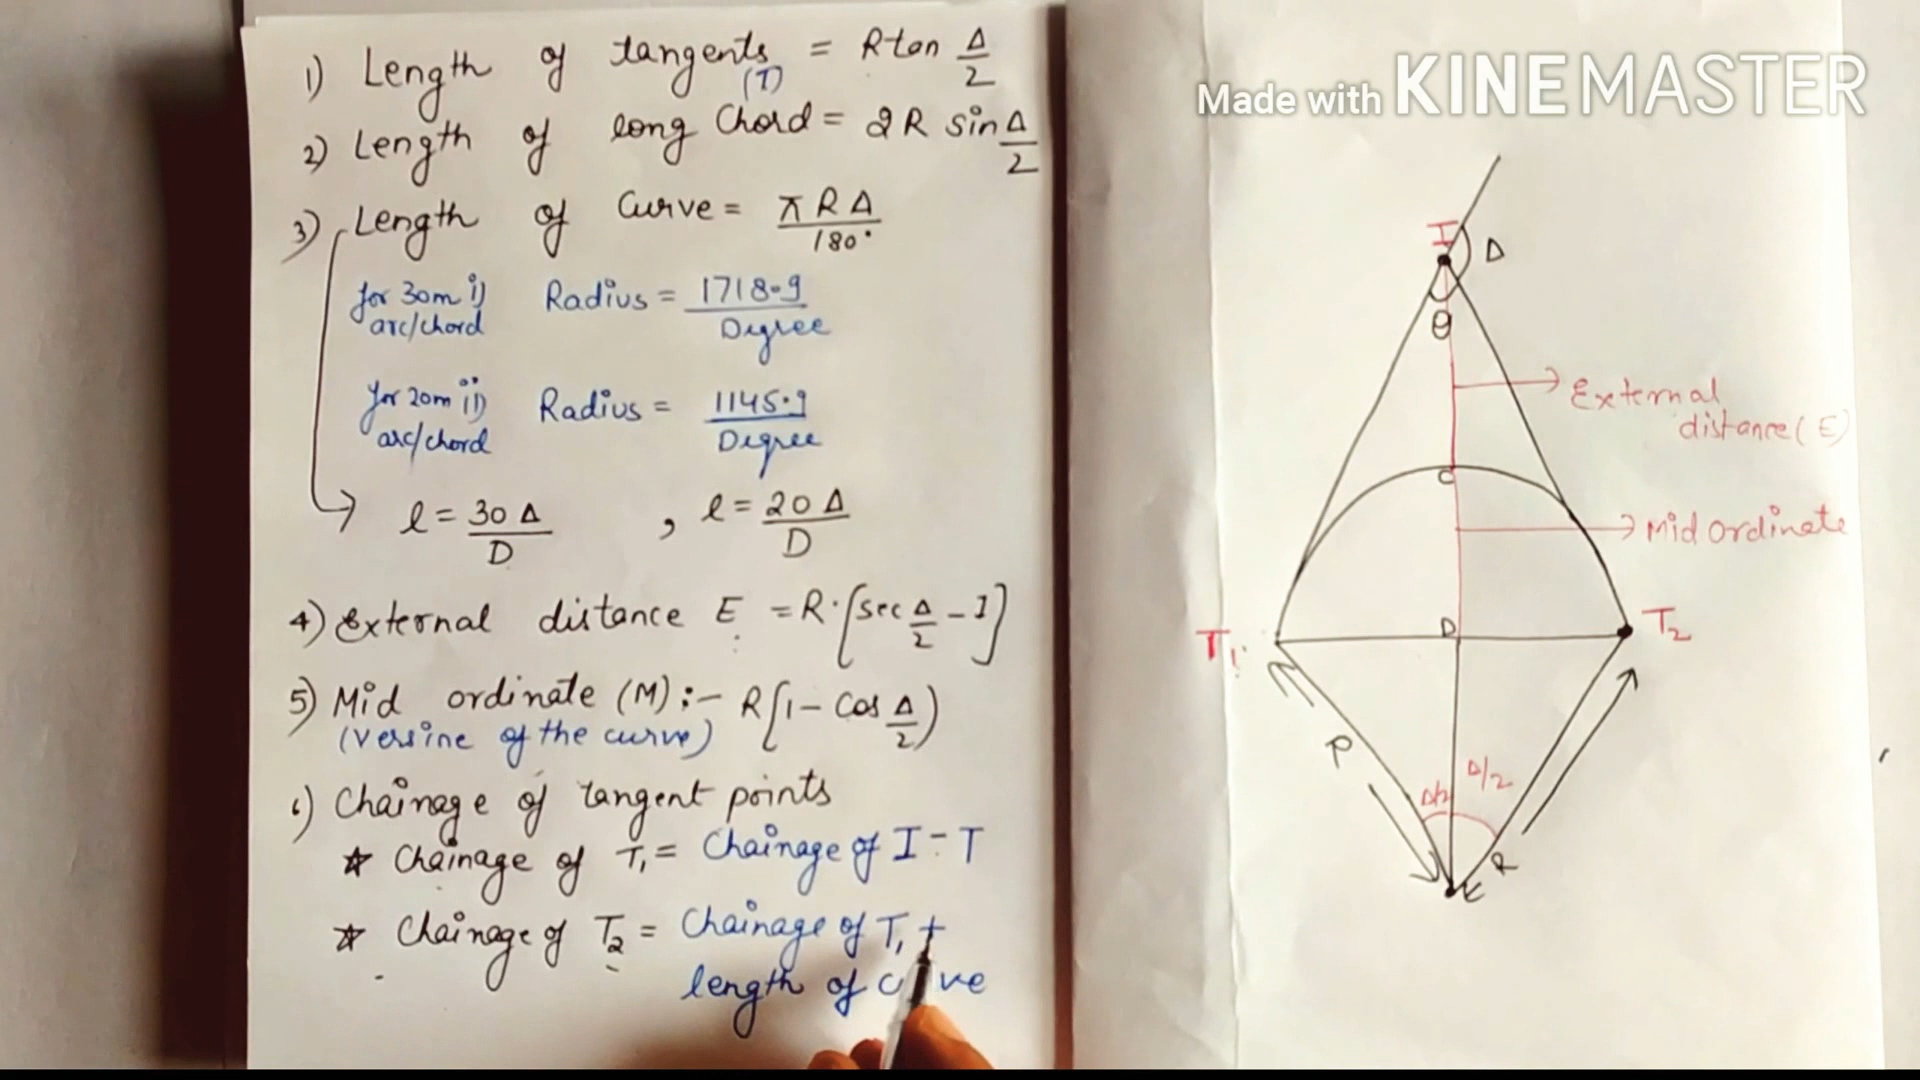 1) Length of tangents = R tan Δ/2
(T)
2) Length of long Chord = 2R sin Δ/2
3) Length of Curve = πRΔ/180°
for 30m i) Radius = 1718.9/Degree
arc/chord
for 20m ii) Radius = 1145.9/Degree
arc/chord
l = 30Δ/D , l = 20Δ/D
4) External distance E = R.[sec Δ/2 - 1]
5) Mid ordinate (M) :- R[1 - Cos Δ/2)
(Versine of the curve)
6) Chainage of tangent points
* Chainage of T₁ = Chainage of I - T
* Chainage of T₂ = Chainage of T₁ +
length of
Made with KINEMASTER
I
Δ
θ
External
distance (E)
C
Mid Ordinate
D
T₁
T₂
R
Δ/2
Δ/2
R